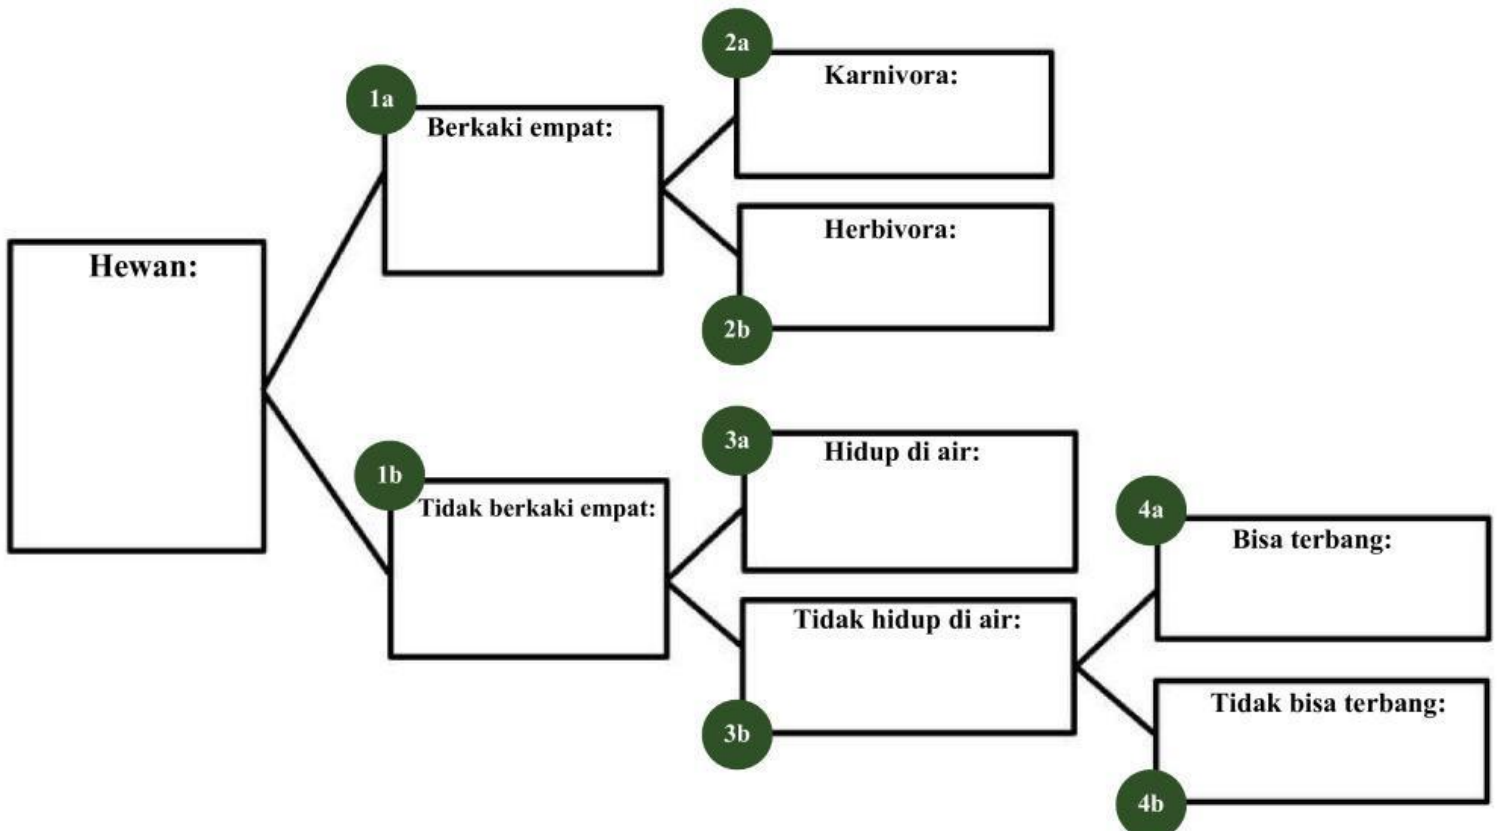 2a
Karnivora:
1a
Berkaki empat:
Herbivora:
Hewan:
2b
3a
Hidup di air:
1b
Tidak berkaki empat:
4a
Bisa terbang:
Tidak hidup di air:
Tidak bisa terbang:
3b
4b